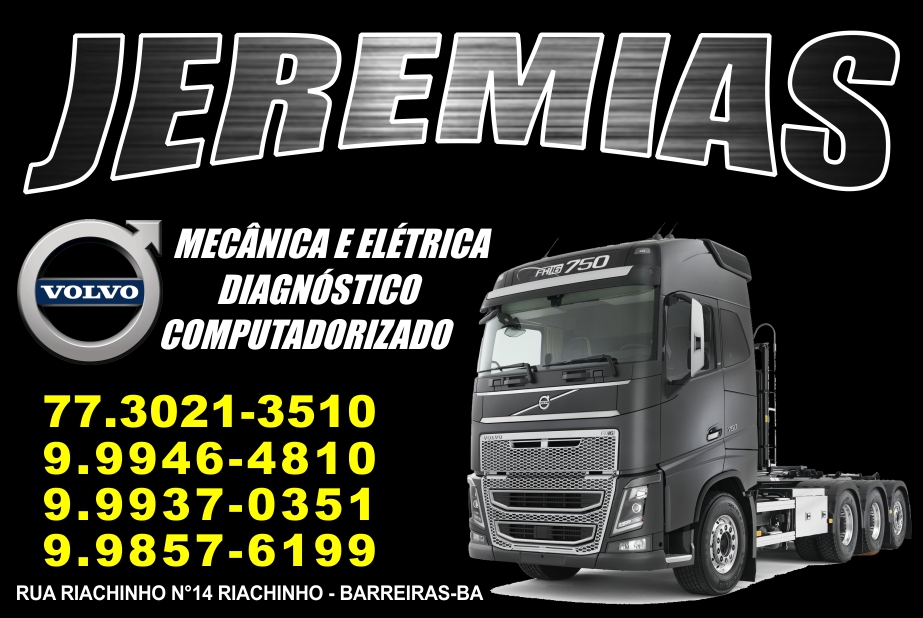 JEREMIAS
VOLVO
MECÂNICA E ELÉTRICA
DIAGNÓSTICO
COMPUTADORIZADO
FH16 750
VOLVO
77.3021-3510
9.9946-4810
9.9937-0351
9.9857-6199
RUA RIACHINHO N°14 RIACHINHO - BARREIRAS-BA